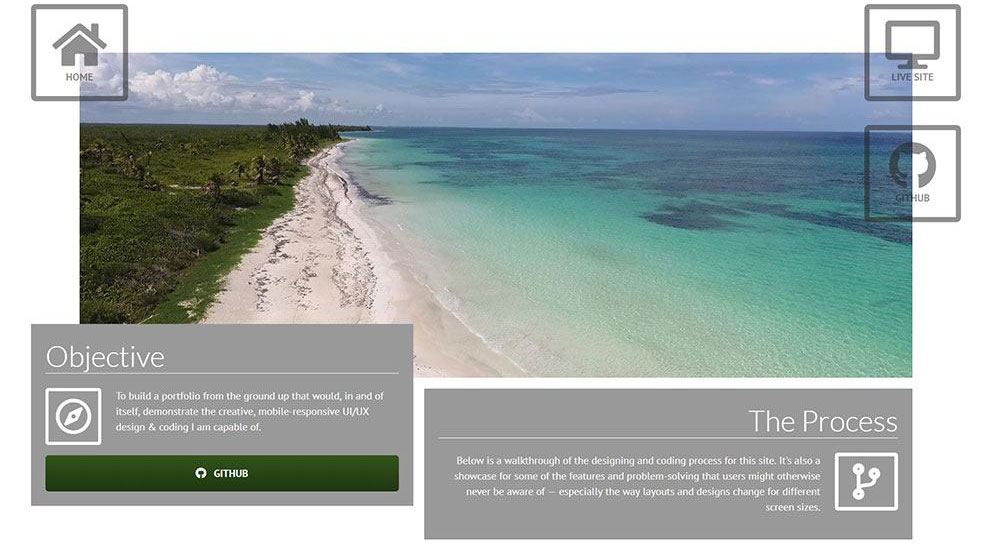 HOME
LIVE SITE
GITHUB
Objective
To build a portfolio from the ground up that would, in and of
itself, demonstrate the creative, mobile-responsive UI/UX
design & coding I am capable of.
GITHUB
The Process
Below is a walkthrough of the designing and coding process for this site. It's also a
showcase for some of the features and problem-solving that users might otherwise
never be aware of — especially the way layouts and designs change for different
screen sizes.